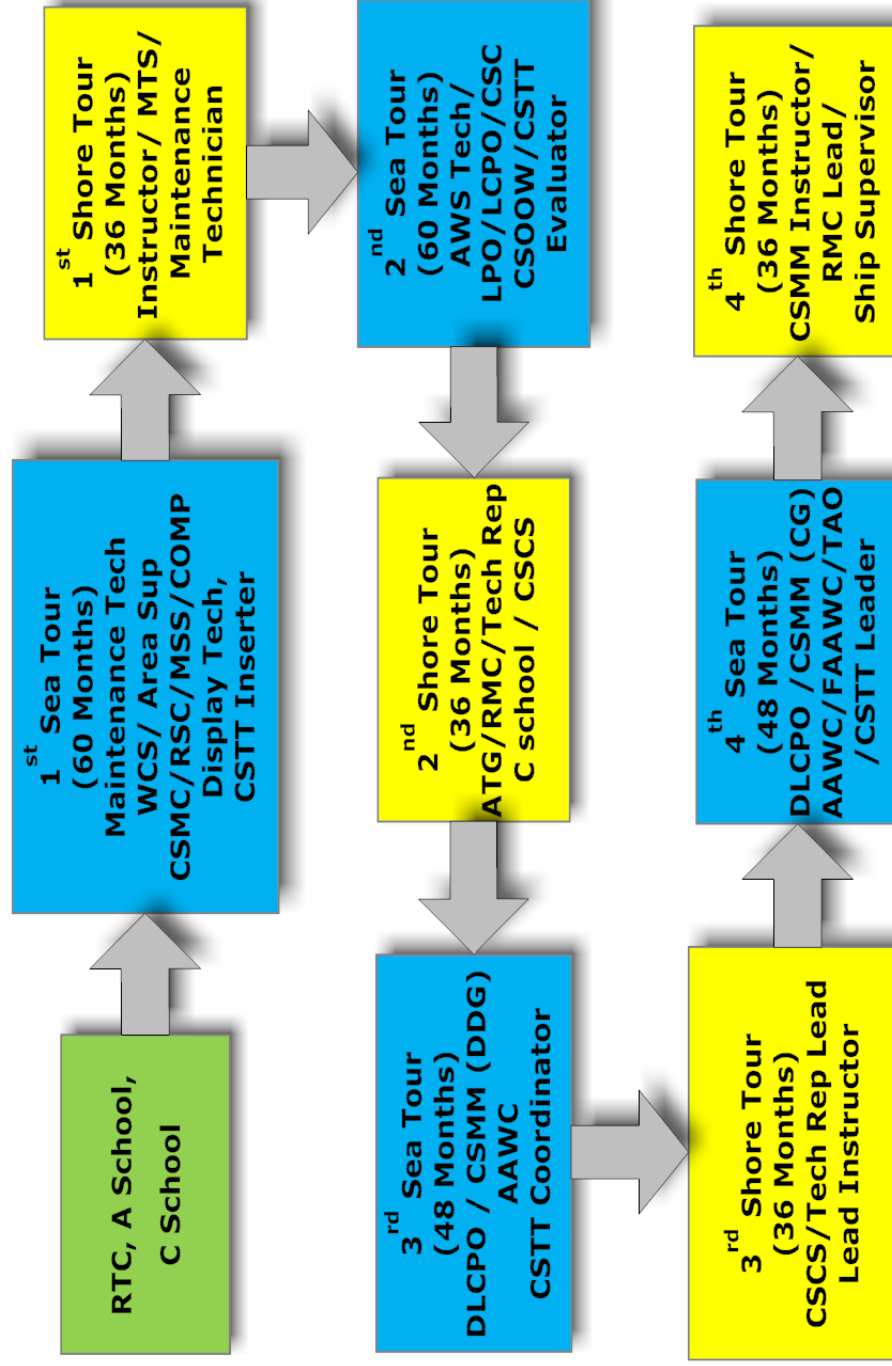 RTC, A School,
C School
1st Sea Tour
(60 Months)
Maintenance Tech
WCS/ Area Sup
CSMC/RSC/MSS/COMP
Display Tech,
CSTT Inserter
1st Shore Tour
(36 Months)
Instructor/ MTS/
Maintenance
Technician
2nd Sea Tour
(60 Months)
AWS Tech/
LPO/LCPO/CSC
CSOOW/CSTT
Evaluator
2nd Shore Tour
(36 Months)
ATG/RMC/Tech Rep
C school / CSCS
3rd Sea Tour
(48 Months)
DLCPO / CSMM (DDG)
AAWC
CSTT Coordinator
3rd Shore Tour
(36 Months)
CSCS/Tech Rep Lead
Lead Instructor
4th Sea Tour
(48 Months)
DLCPO /CSMM (CG)
AAWC/FAAWC/TAO
/CSTT Leader
4th Shore Tour
(36 Months)
CSMM Instructor/
RMC Lead/
Ship Supervisor